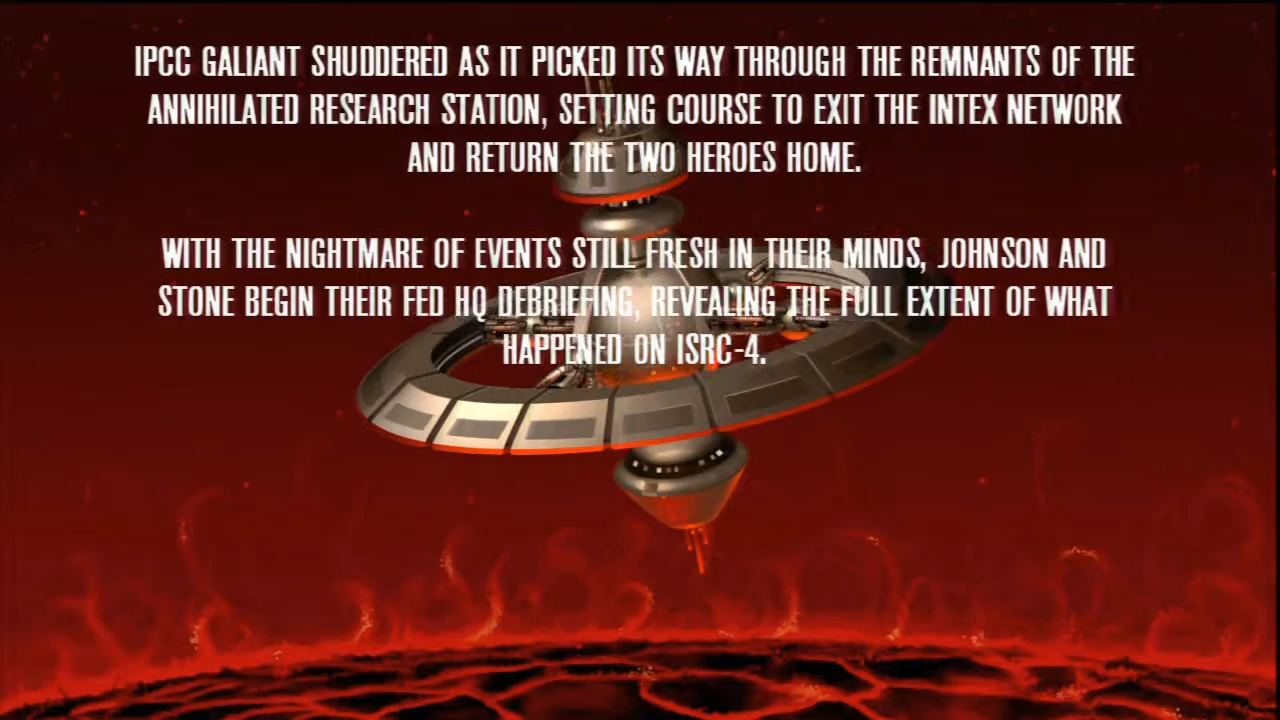 IPCC GALIANT SHUDDERED AS IT PICKED ITS WAY THROUGH THE REMNANTS OF THE
ANNIHILATED RESEARCH STATION, SETTING COURSE TO EXIT THE INTEX NETWORK
AND RETURN THE TWO HEROES HOME.
WITH THE NIGHTMARE OF EVENTS STILL FRESH IN THEIR MINDS, JOHNSON AND
STONE BEGIN THEIR FED HQ DEBRIEFING, REVEALING THE FULL EXTENT OF WHAT
HAPPENED ON ISRC-4.